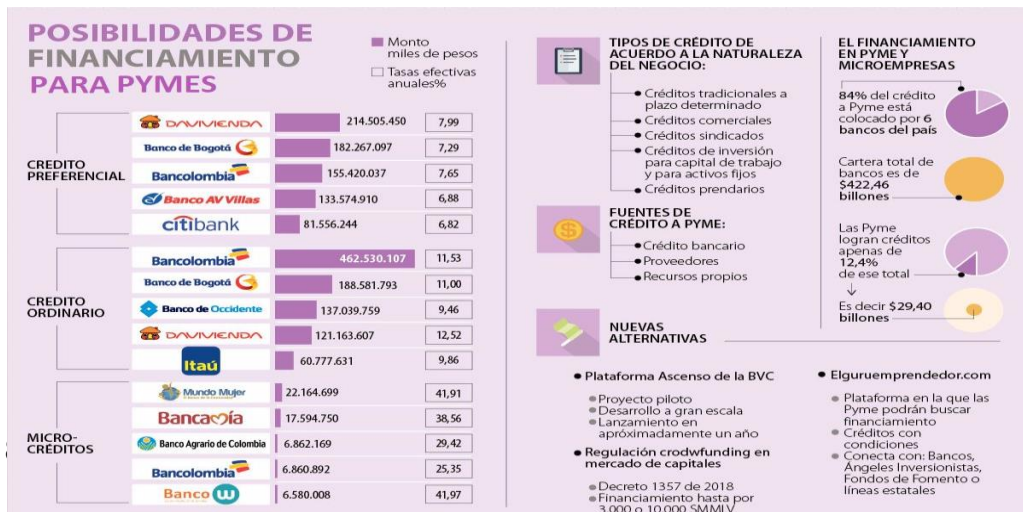 POSIBILIDADES DE
FINANCIAMIENTO
PARA PYMES
Monto
miles de pesos
Tasas efectivas
anuales%
CREDITO
PREFERENCIAL
DAVIVIENDA 214.505.450 7,99
Banco de Bogotá 182.267.097 7,29
Bancolombia 155.420.037 7,65
Banco AV Villas 133.574.910 6,88
citibank 81.556.244 6,82
CREDITO
ORDINARIO
Bancolombia 462.530.107 11,53
Banco de Bogotá 188.581.793 11,00
Banco de Occidente 137.039.759 9,46
DAVIVIENDA 121.163.607 12,52
Itaú 60.777.631 9,86
MICRO-
CRÉDITOS
Mundo Mujer 22.164.699 41,91
Bancamía 17.594.750 38,56
Banco Agrario de Colombia 6.862.169 29,42
Bancolombia 6.860.892 25,35
Banco W 6.580.008 41,97
TIPOS DE CRÉDITO DE
ACUERDO A LA NATURALEZA
DEL NEGOCIO:
Créditos tradicionales a
plazo determinado
Créditos comerciales
Créditos sindicados
Créditos de inversión
para capital de trabajo
y para activos fijos
Créditos prendarios
FUENTES DE
CRÉDITO A PYME:
Crédito bancario
Proveedores
Recursos propios
EL FINANCIAMIENTO
EN PYME Y
MICROEMPRESAS
84% del crédito
a Pyme está
colocado por 6
bancos del país
Cartera total de
bancos es de
$422,46
billones
Las Pyme
logran créditos
apenas de
12,4%
de ese total
Es decir $29,40
billones
NUEVAS
ALTERNATIVAS
Plataforma Ascenso de la BVC
Proyecto piloto
Desarrollo a gran escala
Lanzamiento en
apróximadamente un año
Regulación crodwfunding en
mercado de capitales
Decreto 1357 de 2018
Financiamiento hasta por
3.000 o 10.000 SMMLV
Elguruemprendedor.com
Plataforma en la que las
Pyme podrán buscar
financiamiento
Créditos con
condiciones
Conecta con: Bancos,
Ángeles Inversionistas,
Fondos de Fomento o
líneas estatales